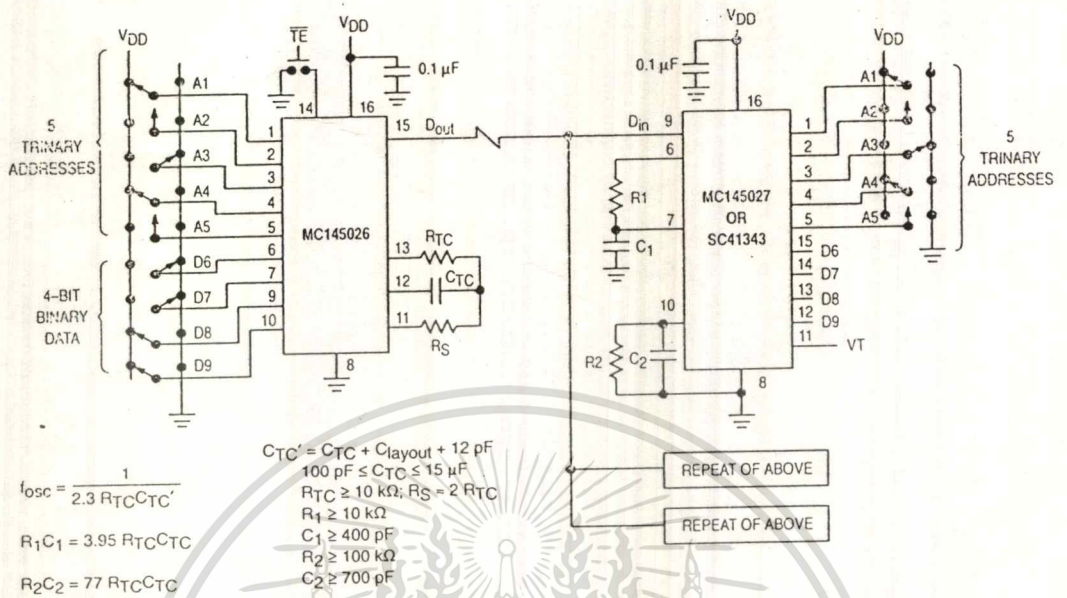 VDD
5
TRINARY
ADDRESSES
4-BIT
BINARY
DATA
A1
A2
A3
A4
A5
D6
D7
D8
D9
TE
VDD
0.1 µF
14
16
1
2
3
4
5
6
7
9
10
MC145026
15
Dout
13
RTC
12
CTC
11
RS
8
VDD
0.1 µF
16
Din
9
6
R1
7
C1
10
R2
C2
8
MC145027
OR
SC41343
1
2
3
4
5
15
D6
14
D7
13
D8
12
D9
11
VT
VDD
A1
A2
A3
A4
A5
5
TRINARY
ADDRESSES
REPEAT OF ABOVE
REPEAT OF ABOVE
fosc = 1 / 2.3 RTCCTC′
R1C1 = 3.95 RTCCTC
R2C2 = 77 RTCCTC
CTC′ = CTC + Clayout + 12 pF
100 pF ≤ CTC ≤ 15 µF
RTC ≥ 10 kΩ; RS = 2 RTC
R1 ≥ 10 kΩ
C1 ≥ 400 pF
R2 ≥ 100 kΩ
C2 ≥ 700 pF